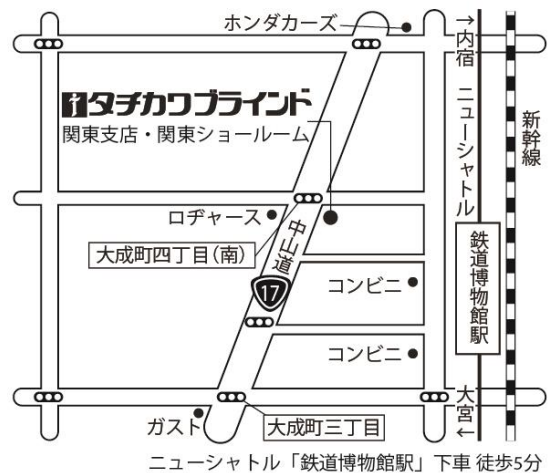 ホンダカーズ
→内宿
ニューシャトル
新幹線
タチカワブラインド
関東支店・関東ショールーム
ロヂャース
中山道
大成町四丁目(南)
17
鉄道博物館駅
コンビニ
コンビニ
大宮←
ガスト
大成町三丁目
ニューシャトル「鉄道博物館駅」下車 徒歩5分